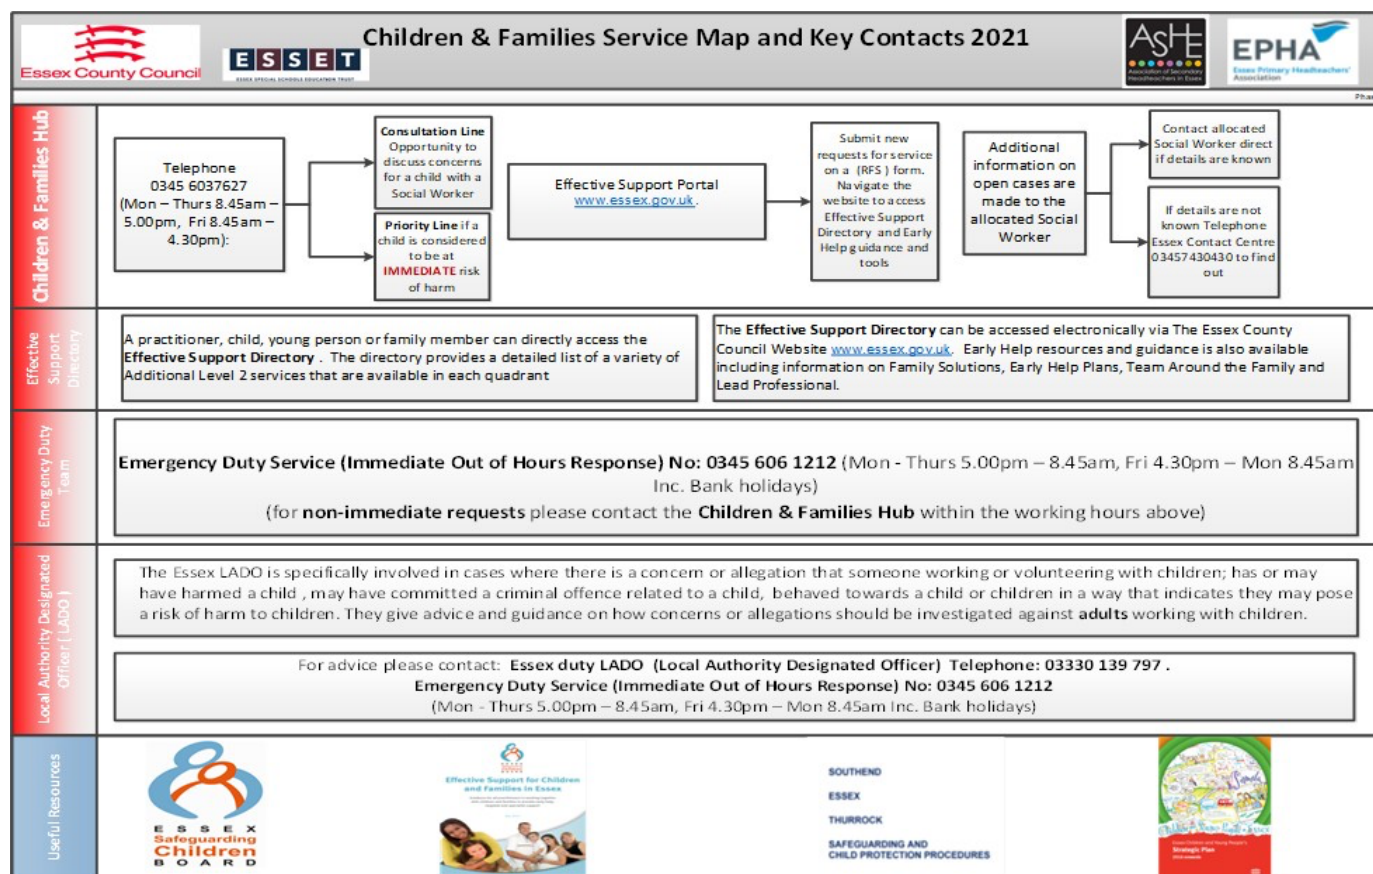 Children & Families Service Map and Key Contacts 2021
Essex County Council
ESSET
ESSEX SPECIAL SCHOOLS EDUCATION TRUST
ASHE
Association of Secondary
Headteachers in Essex
EPHA
Essex Primary Headteachers'
Association
Children & Families Hub
Telephone
0345 6037627
(Mon – Thurs 8.45am –
5.00pm, Fri 8.45am –
4.30pm):
Consultation Line
Opportunity to
discuss concerns
for a child with a
Social Worker
Priority Line if a
child is considered
to be at
IMMEDIATE risk
of harm
Effective Support Portal
www.essex.gov.uk .
Submit new
requests for service
on a (RFS ) form.
Navigate the
website to access
Effective Support
Directory and Early
Help guidance and
tools
Additional
information on
open cases are
made to the
allocated Social
Worker
Contact allocated
Social Worker direct
if details are known
If details are not
known Telephone
Essex Contact Centre
03457430430 to find
out
Effective
Support
Directory
A practitioner, child, young person or family member can directly access the
Effective Support Directory . The directory provides a detailed list of a variety of
Additional Level 2 services that are available in each quadrant
The Effective Support Directory can be accessed electronically via The Essex County
Council Website www.essex.gov.uk. Early Help resources and guidance is also available
including information on Family Solutions, Early Help Plans, Team Around the Family and
Lead Professional.
Emergency Duty
Team
Emergency Duty Service (Immediate Out of Hours Response) No: 0345 606 1212 (Mon - Thurs 5.00pm – 8.45am, Fri 4.30pm – Mon 8.45am
Inc. Bank holidays)
(for non-immediate requests please contact the Children & Families Hub within the working hours above)
Local Authority Designated
Officer ( LADO )
The Essex LADO is specifically involved in cases where there is a concern or allegation that someone working or volunteering with children; has or may
have harmed a child , may have committed a criminal offence related to a child, behaved towards a child or children in a way that indicates they may pose
a risk of harm to children. They give advice and guidance on how concerns or allegations should be investigated against adults working with children.
For advice please contact: Essex duty LADO (Local Authority Designated Officer) Telephone: 03330 139 797 .
Emergency Duty Service (Immediate Out of Hours Response) No: 0345 606 1212
(Mon - Thurs 5.00pm – 8.45am, Fri 4.30pm – Mon 8.45am Inc. Bank holidays)
Useful Resources
ESSEX
Safeguarding
Children
BOARD
Effective Support for Children
and Families in Essex
SOUTHEND
ESSEX
THURROCK
SAFEGUARDING AND
CHILD PROTECTION PROCEDURES
Strategic Plan